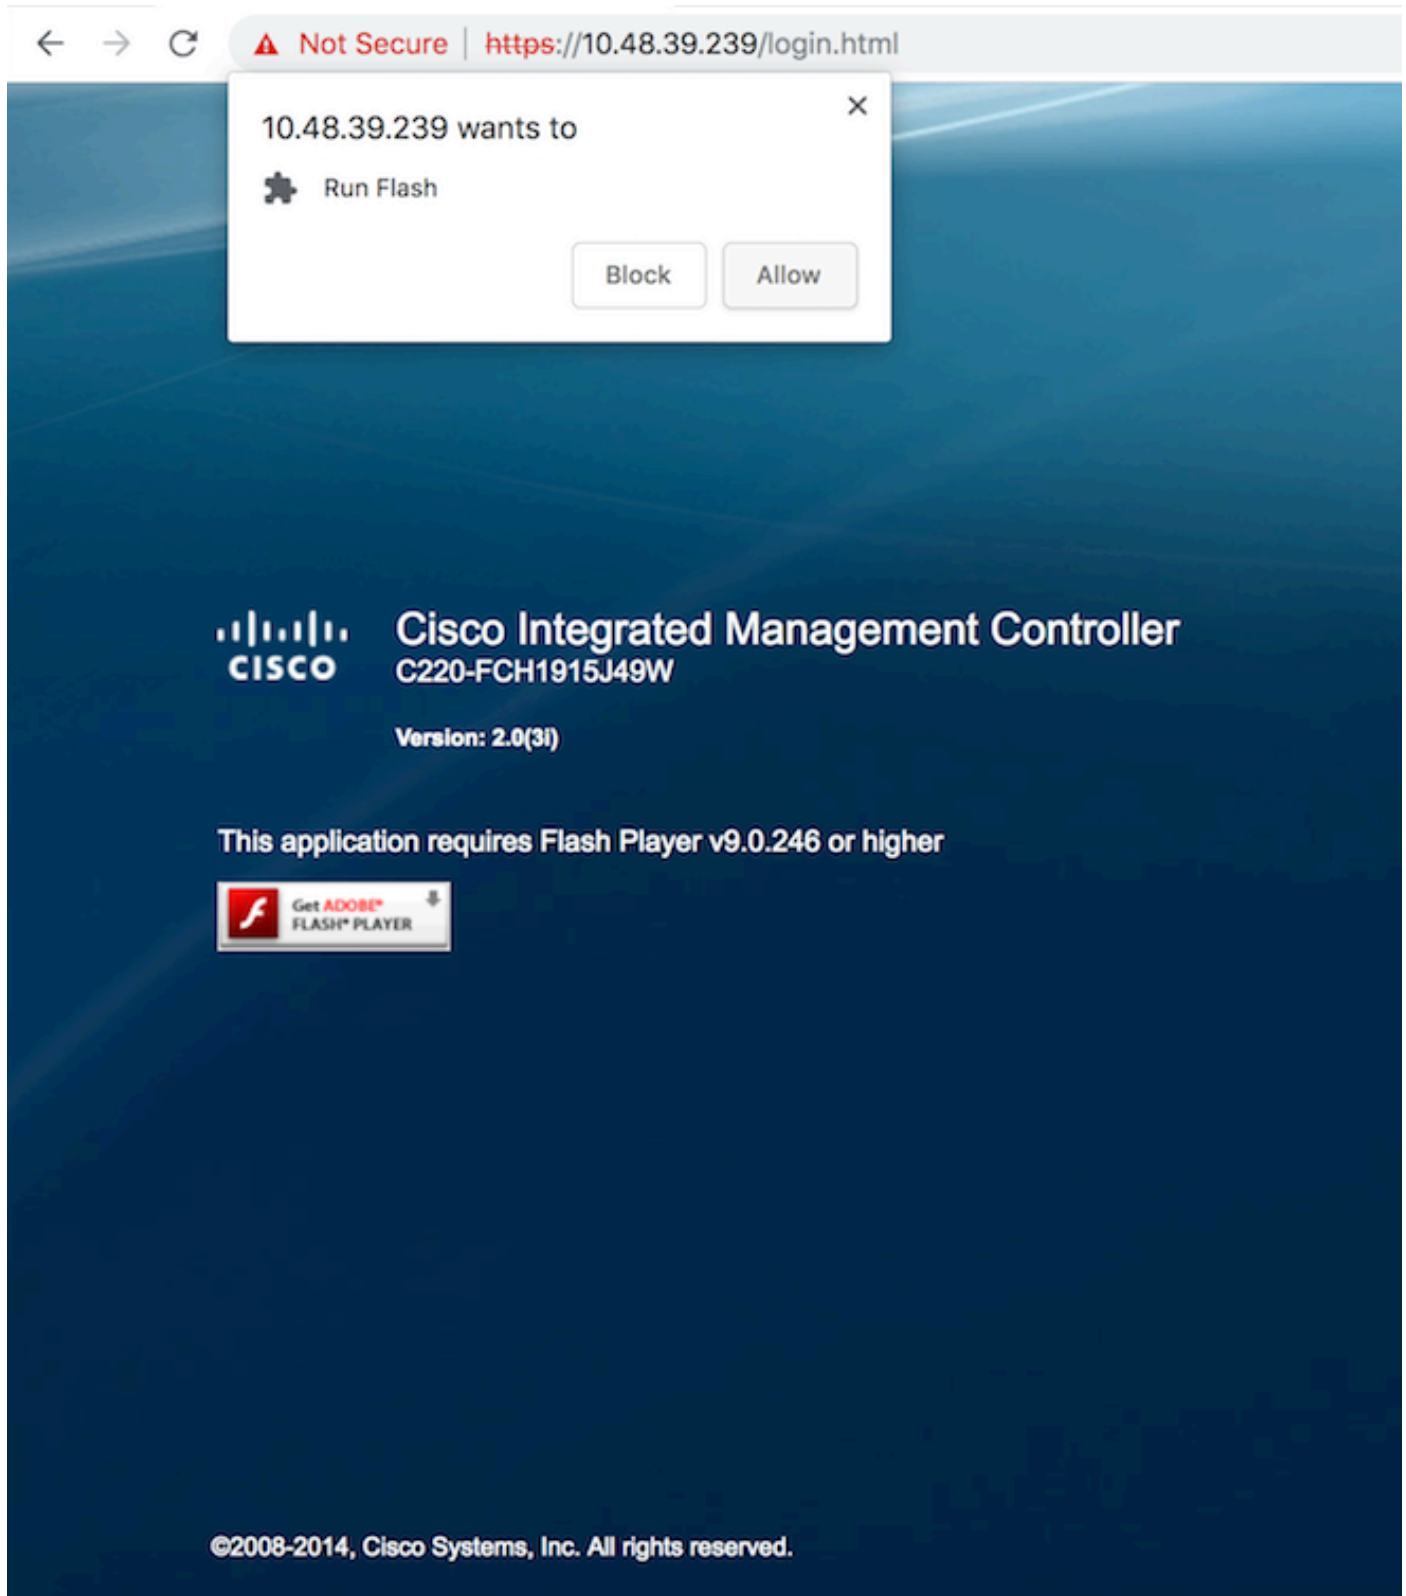 Not Secure | https://10.48.39.239/login.html
10.48.39.239 wants to
Run Flash
Block Allow
CISCO
Cisco Integrated Management Controller
C220-FCH1915J49W
Version: 2.0(3i)
This application requires Flash Player v9.0.246 or higher
Get ADOBE®
FLASH® PLAYER
©2008-2014, Cisco Systems, Inc. All rights reserved.